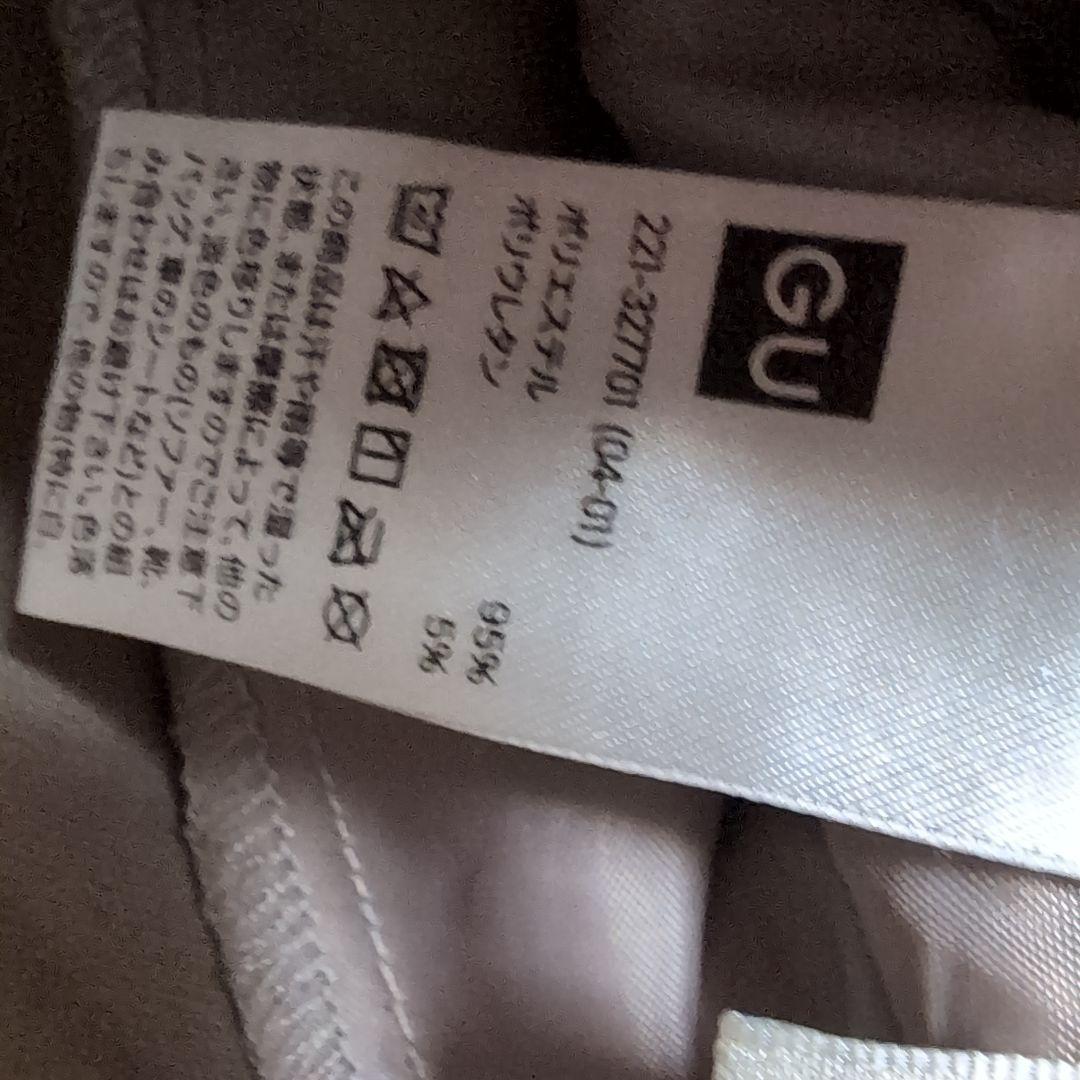 GU
221-327701 (04-01)
ポリエステル 95%
ポリウレタン 5%
この商品は汗や雨等で湿った
状態、または摩擦によって、他の
物に色移りしますのでご注意下
さい。淡色のもの(ソファー、靴、
バッグ、車のシートなど)との組
み合わせはお避け下さい。色落
ちしますので、他の物(特に白